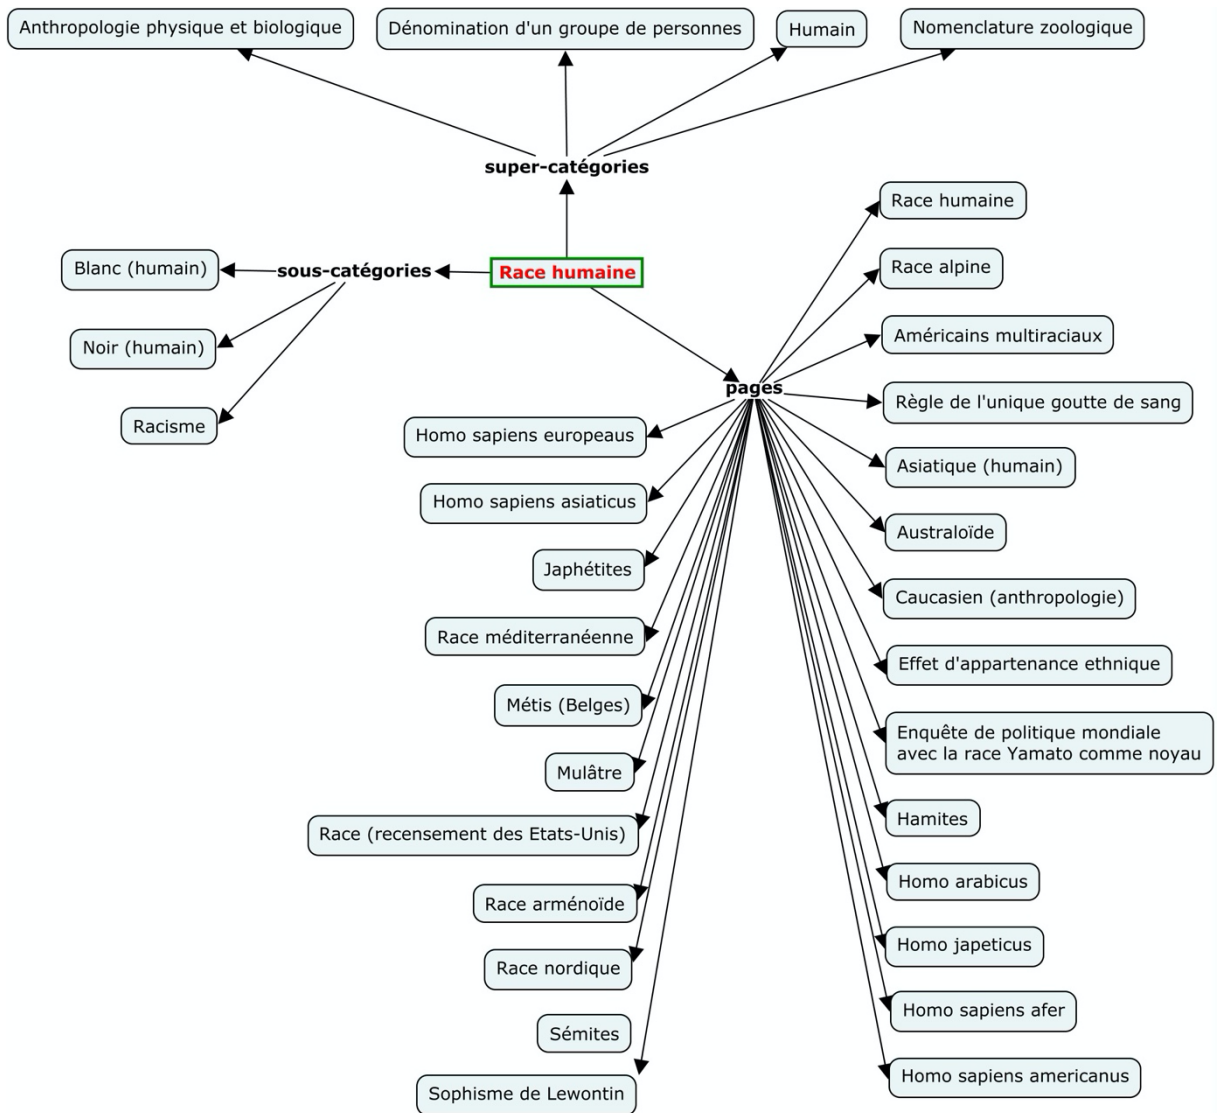 Anthropologie physique et biologique
Dénomination d'un groupe de personnes
Humain
Nomenclature zoologique
super-catégories
Race humaine
sous-catégories
Blanc (humain)
Noir (humain)
Racisme
pages
Race humaine
Race alpine
Américains multiraciaux
Règle de l'unique goutte de sang
Asiatique (humain)
Australoïde
Caucasien (anthropologie)
Effet d'appartenance ethnique
Enquête de politique mondiale
avec la race Yamato comme noyau
Hamites
Homo arabicus
Homo japeticus
Homo sapiens afer
Homo sapiens americanus
Homo sapiens europeaus
Homo sapiens asiaticus
Japhétites
Race méditerranéenne
Métis (Belges)
Mulâtre
Race (recensement des Etats-Unis)
Race arménoïde
Race nordique
Sémites
Sophisme de Lewontin